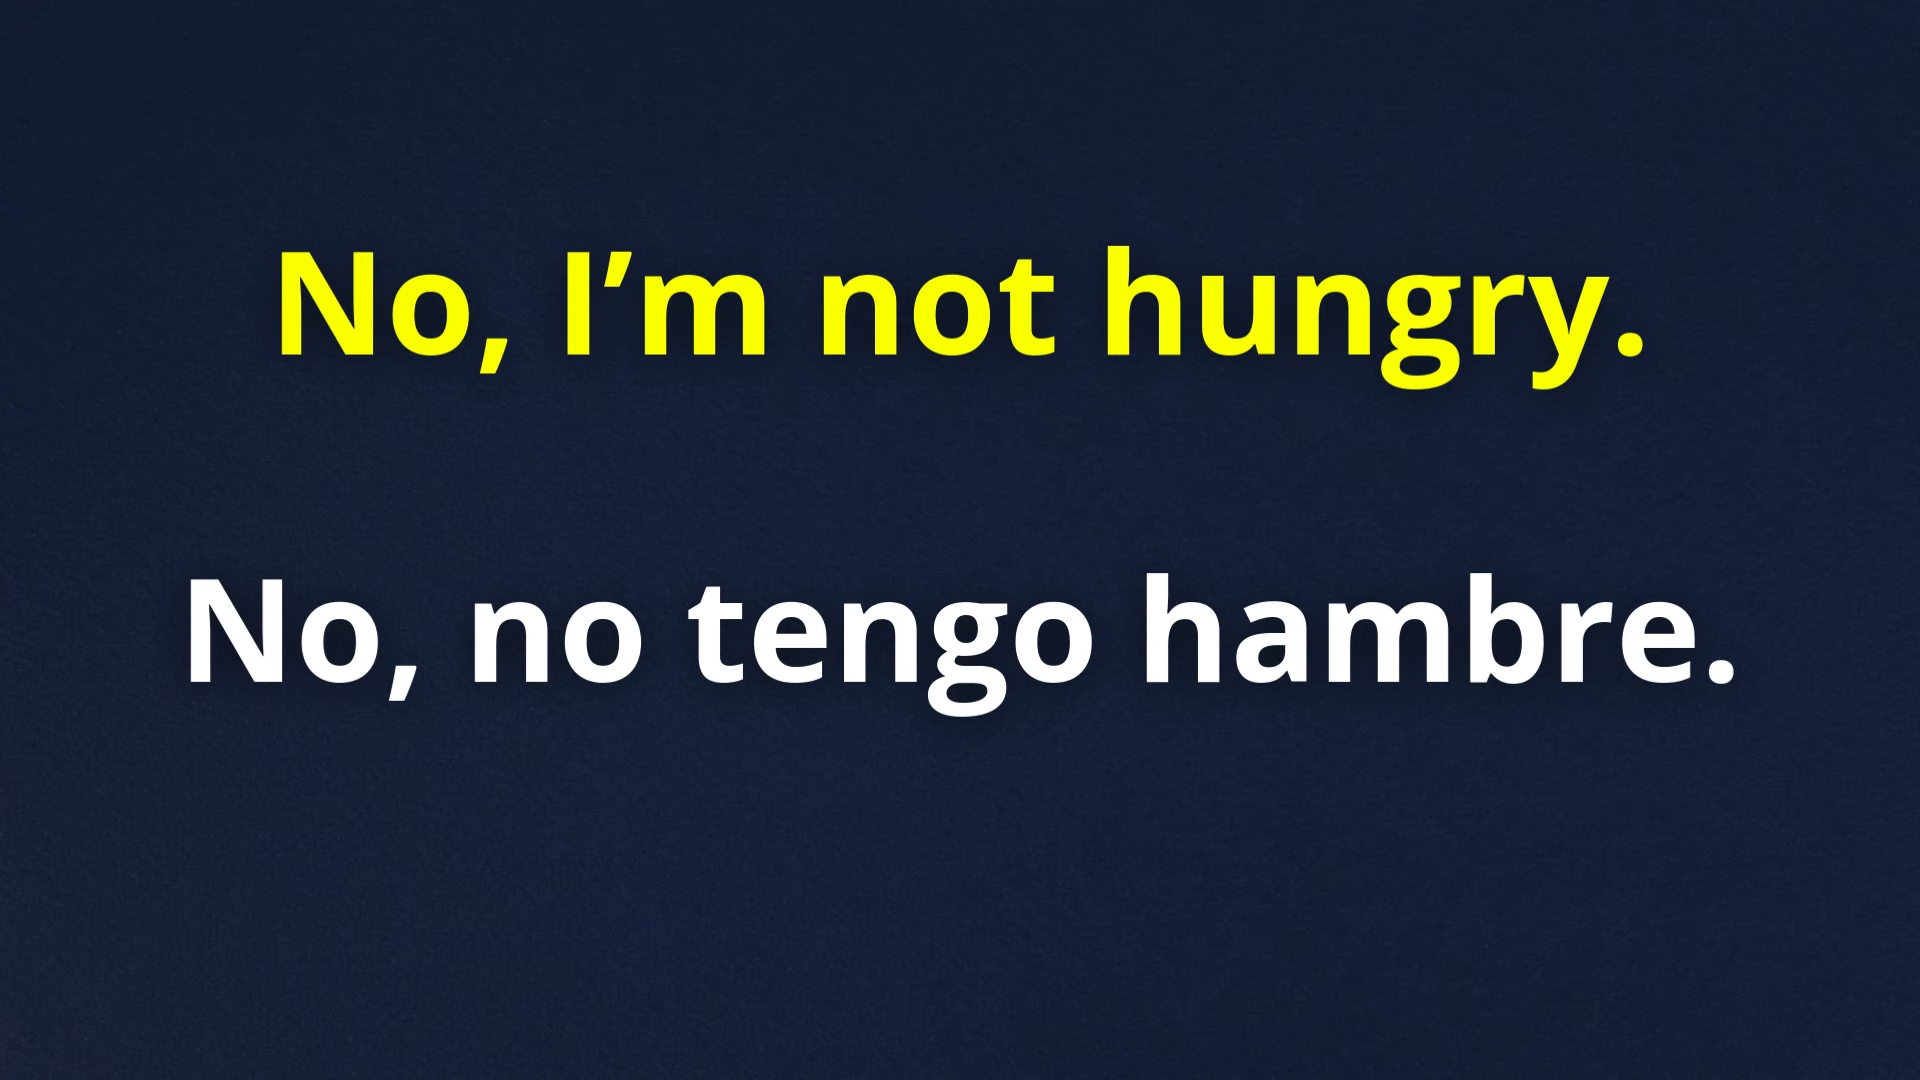 No, I’m not hungry.
No, no tengo hambre.